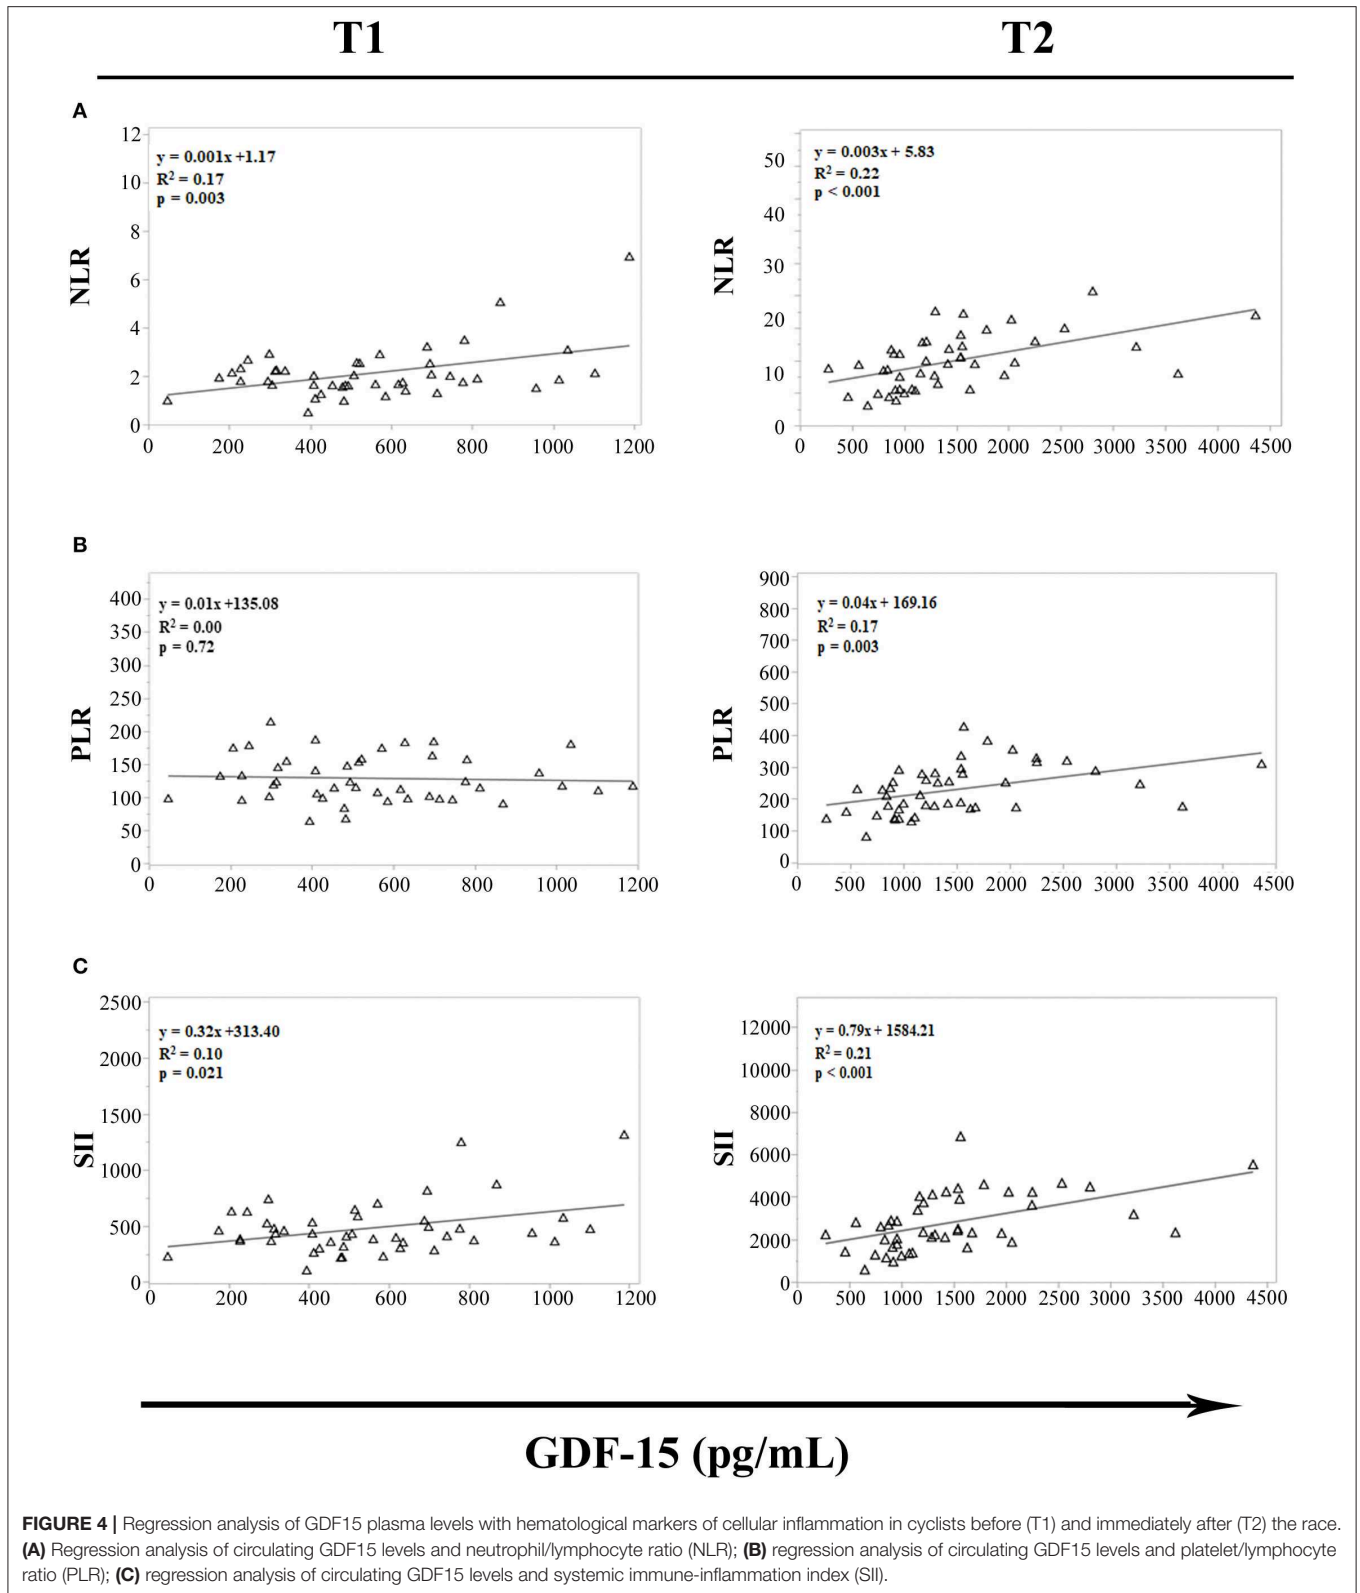 T1
T2
A
12
10
8
6
4
2
0
NLR
y = 0.001x +1.17
R² = 0.17
p = 0.003
0 200 400 600 800 1000 1200
50
40
30
20
10
0
NLR
y = 0.003x + 5.83
R² = 0.22
p < 0.001
0 500 1000 1500 2000 2500 3000 3500 4000 4500
B
400
350
300
250
200
150
100
50
0
PLR
y = 0.01x +135.08
R² = 0.00
p = 0.72
0 200 400 600 800 1000 1200
900
800
700
600
500
400
300
200
100
0
PLR
y = 0.04x + 169.16
R² = 0.17
p = 0.003
0 500 1000 1500 2000 2500 3000 3500 4000 4500
C
2500
2000
1500
1000
500
0
SII
y = 0.32x +313.40
R² = 0.10
p = 0.021
0 200 400 600 800 1000 1200
12000
10000
8000
6000
4000
2000
0
SII
y = 0.79x + 1584.21
R² = 0.21
p < 0.001
0 500 1000 1500 2000 2500 3000 3500 4000 4500
GDF-15 (pg/mL)
FIGURE 4 | Regression analysis of GDF15 plasma levels with hematological markers of cellular inflammation in cyclists before (T1) and immediately after (T2) the race.
(A) Regression analysis of circulating GDF15 levels and neutrophil/lymphocyte ratio (NLR); (B) regression analysis of circulating GDF15 levels and platelet/lymphocyte
ratio (PLR); (C) regression analysis of circulating GDF15 levels and systemic immune-inflammation index (SII).